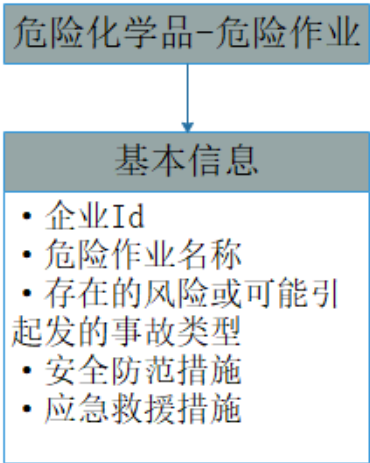 危险化学品-危险作业
基本信息
•企业Id
•危险作业名称
•存在的风险或可能引
起发的事故类型
•安全防范措施
•应急救援措施